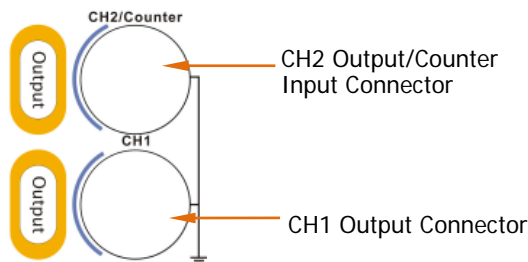 CH2/Counter
Output
CH2 Output/Counter
Input Connector
CH1
Output
CH1 Output Connector